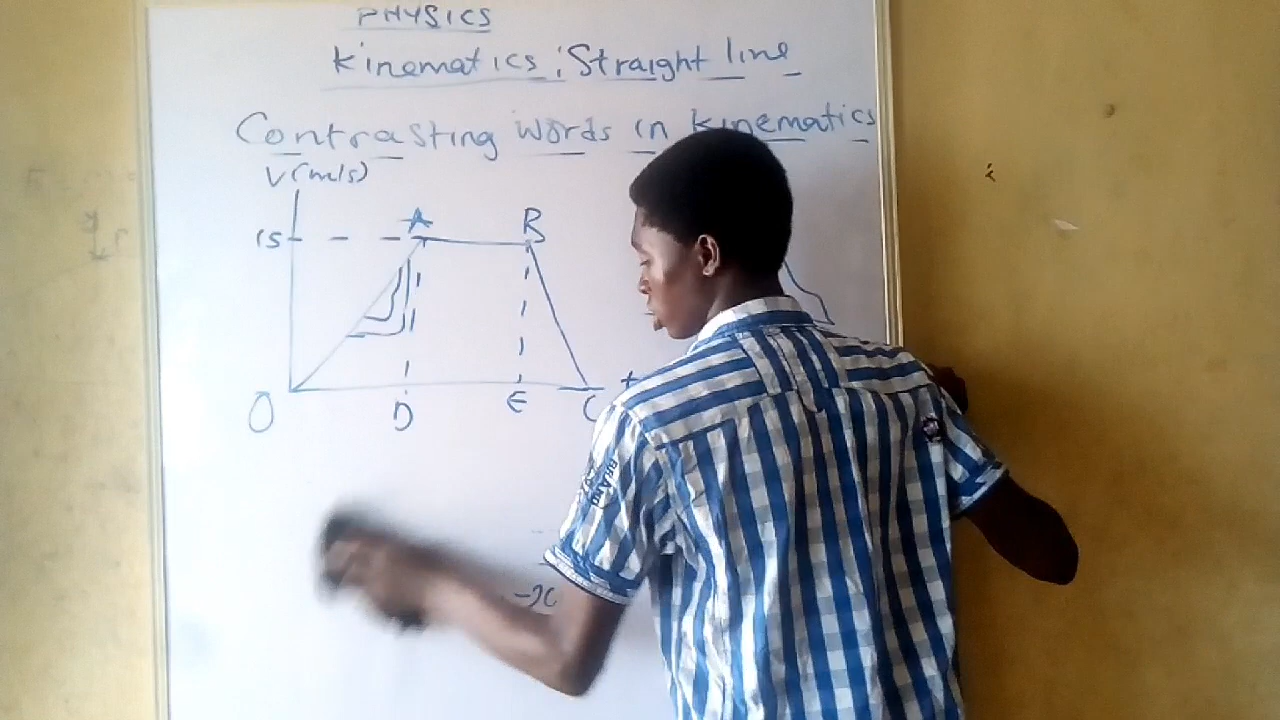 PHYSICS
Kinematics ; Straight line
Contrasting words in kinematics
V(m/s)
A B
15
t
O D E C
-x